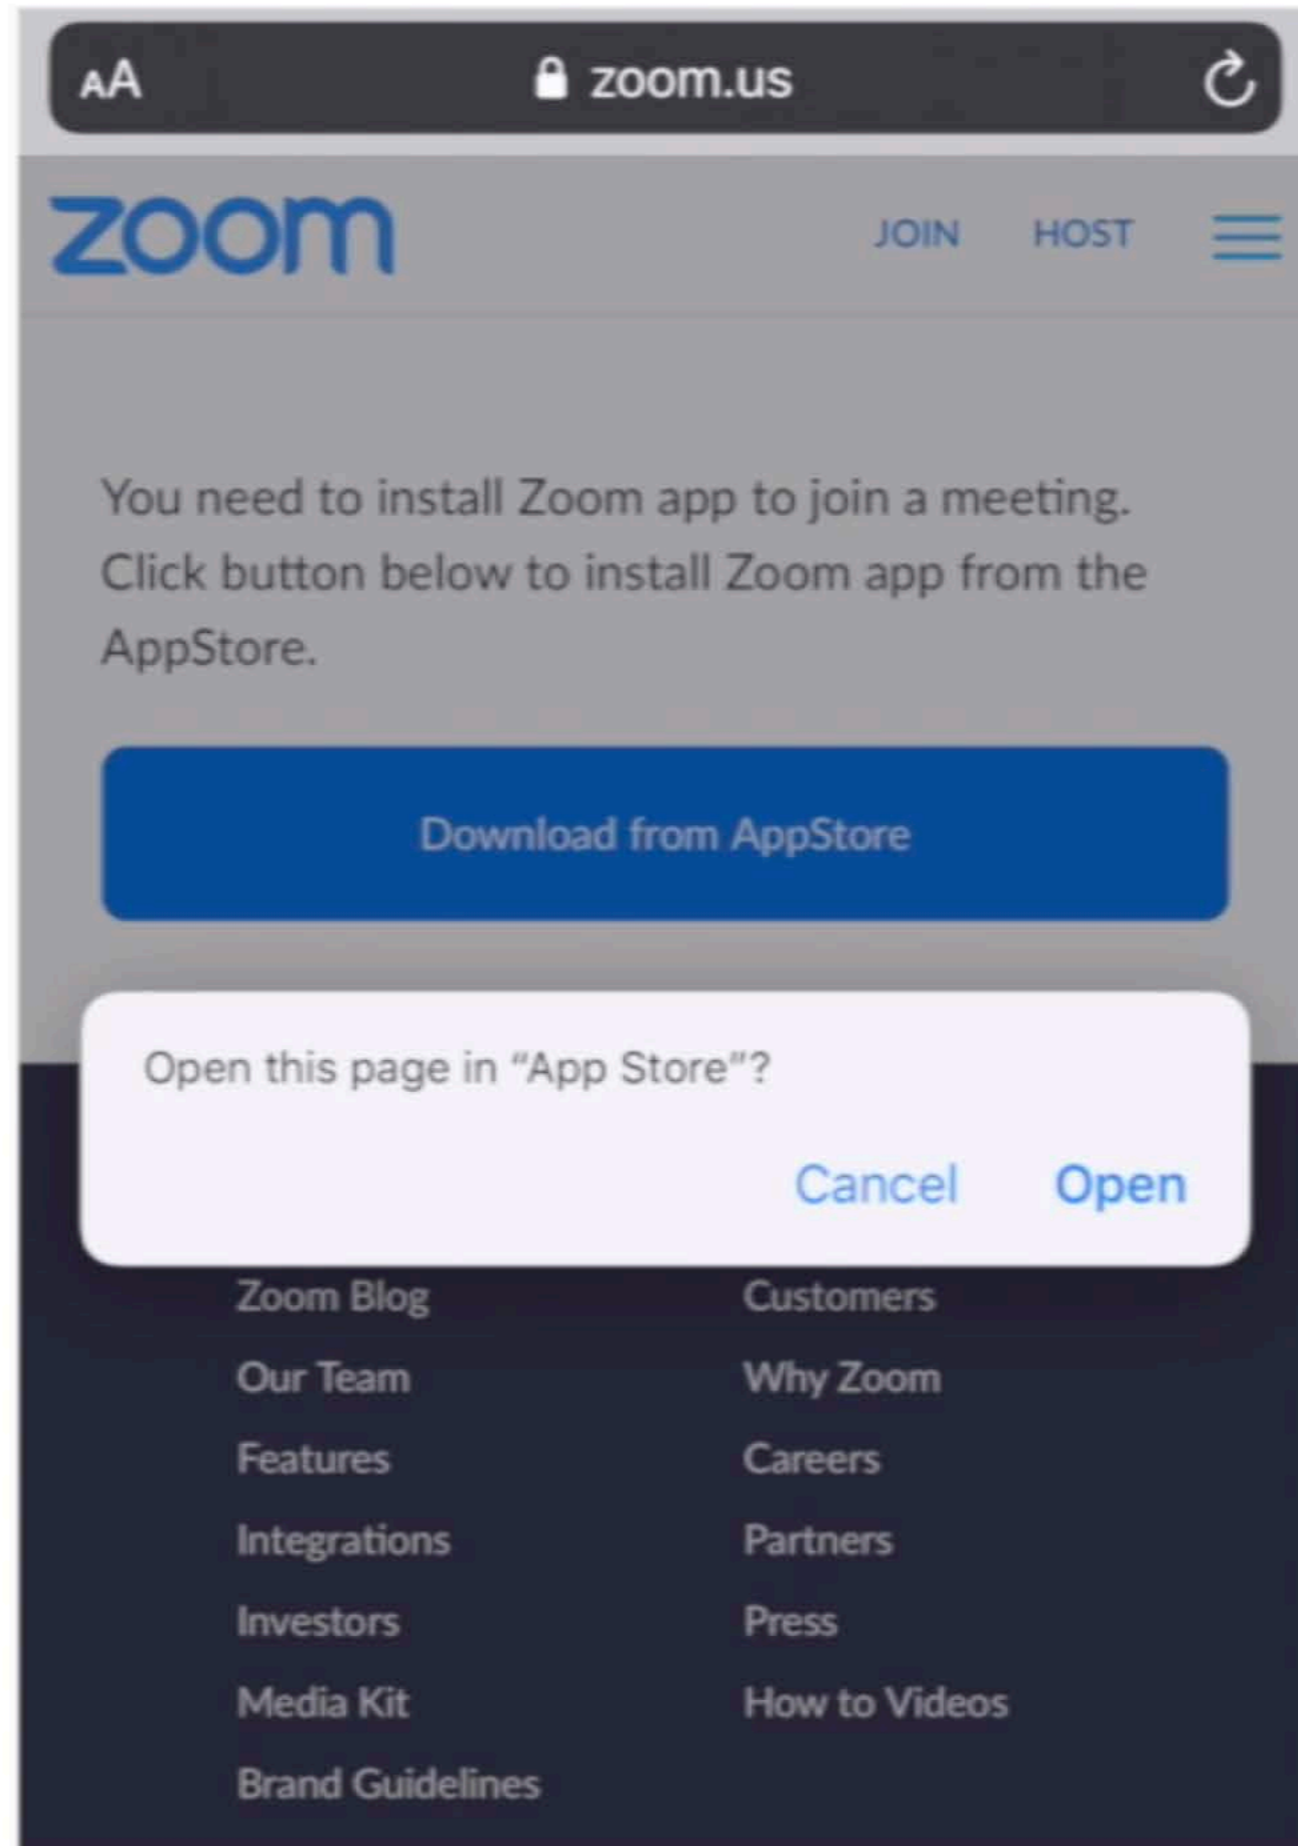 AA zoom.us
zoom JOIN HOST
You need to install Zoom app to join a meeting.
Click button below to install Zoom app from the
AppStore.
Download from AppStore
Open this page in “App Store”?
Cancel Open
Zoom Blog
Our Team
Features
Integrations
Investors
Media Kit
Brand Guidelines
Customers
Why Zoom
Careers
Partners
Press
How to Videos